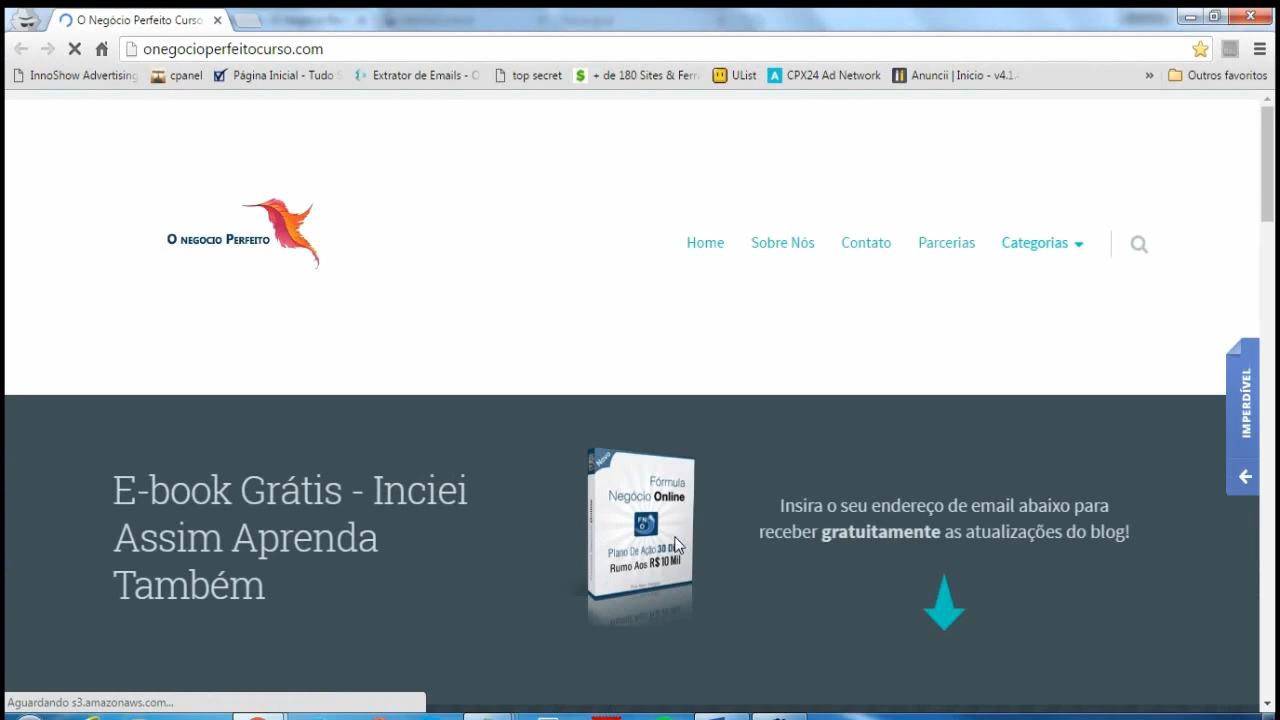 O Negócio Perfeito Curso
onegocioperfeitocurso.com
InnoShow Advertising
cpanel
Página Inicial - Tudo
Extrator de Emails -
top secret
+ de 180 Sites & Ferr
UList
CPX24 Ad Network
Anuncii | Inicio - v4.1.
»
Outros favoritos
O negocio Perfeito
Home
Sobre Nós
Contato
Parcerias
Categorias
IMPERDÍVEL
E-book Grátis - Inciei
Assim Aprenda
Também
Novo
Fórmula
Negócio Online
FN
O
Plano De Ação 30 D
Rumo Aos R$ 10 Mil
Insira o seu endereço de email abaixo para
receber gratuitamente as atualizações do blog!
Aguardando s3.amazonaws.com...